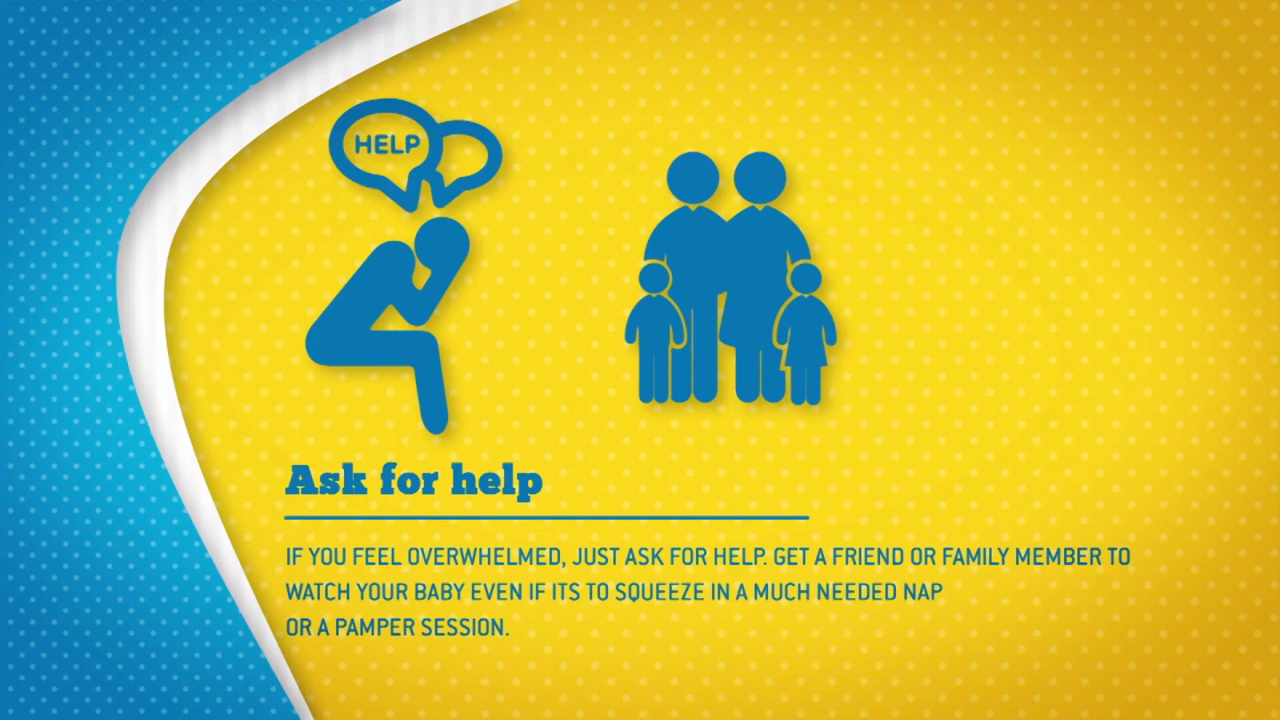 HELP
Ask for help
IF YOU FEEL OVERWHELMED, JUST ASK FOR HELP. GET A FRIEND OR FAMILY MEMBER TO
WATCH YOUR BABY EVEN IF ITS TO SQUEEZE IN A MUCH NEEDED NAP
OR A PAMPER SESSION.